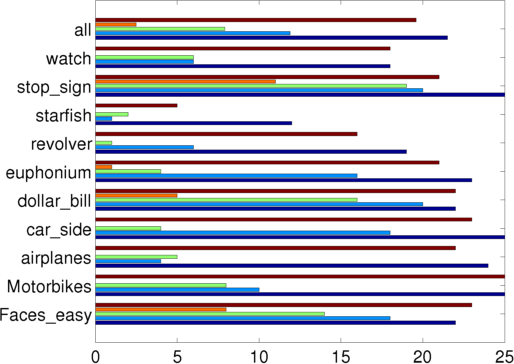 all
watch
stop_sign
starfish
revolver
euphonium
dollar_bill
car_side
airplanes
Motorbikes
Faces_easy
0 5 10 15 20 25